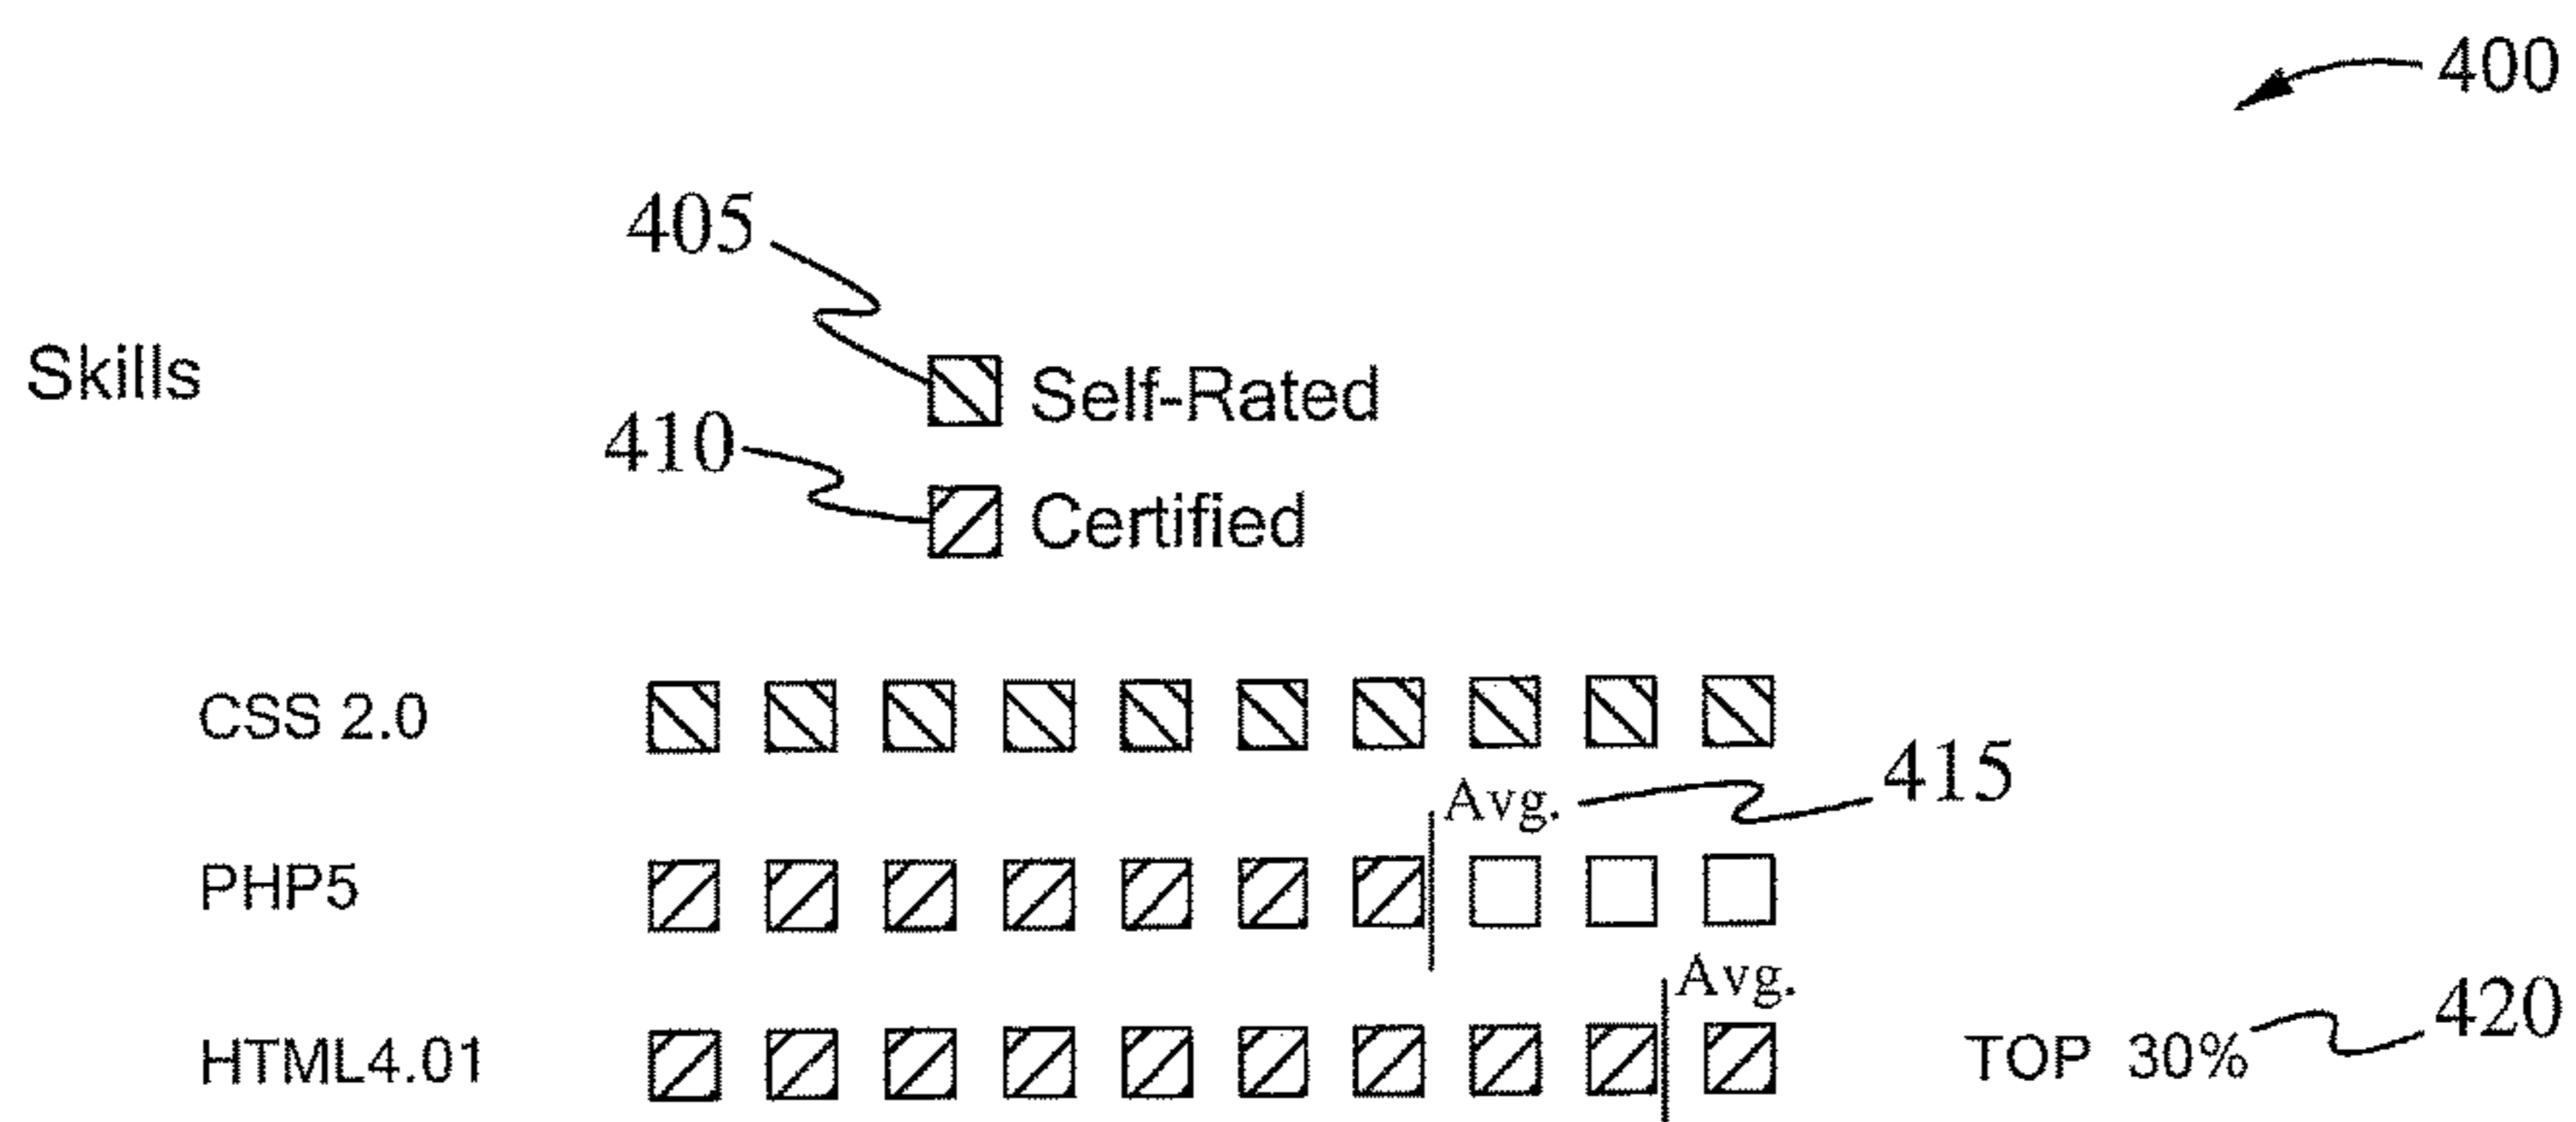 400
405
Skills
Self-Rated
410
Certified
CSS 2.0
Avg.
415
PHP5
Avg.
HTML4.01
TOP 30%
420